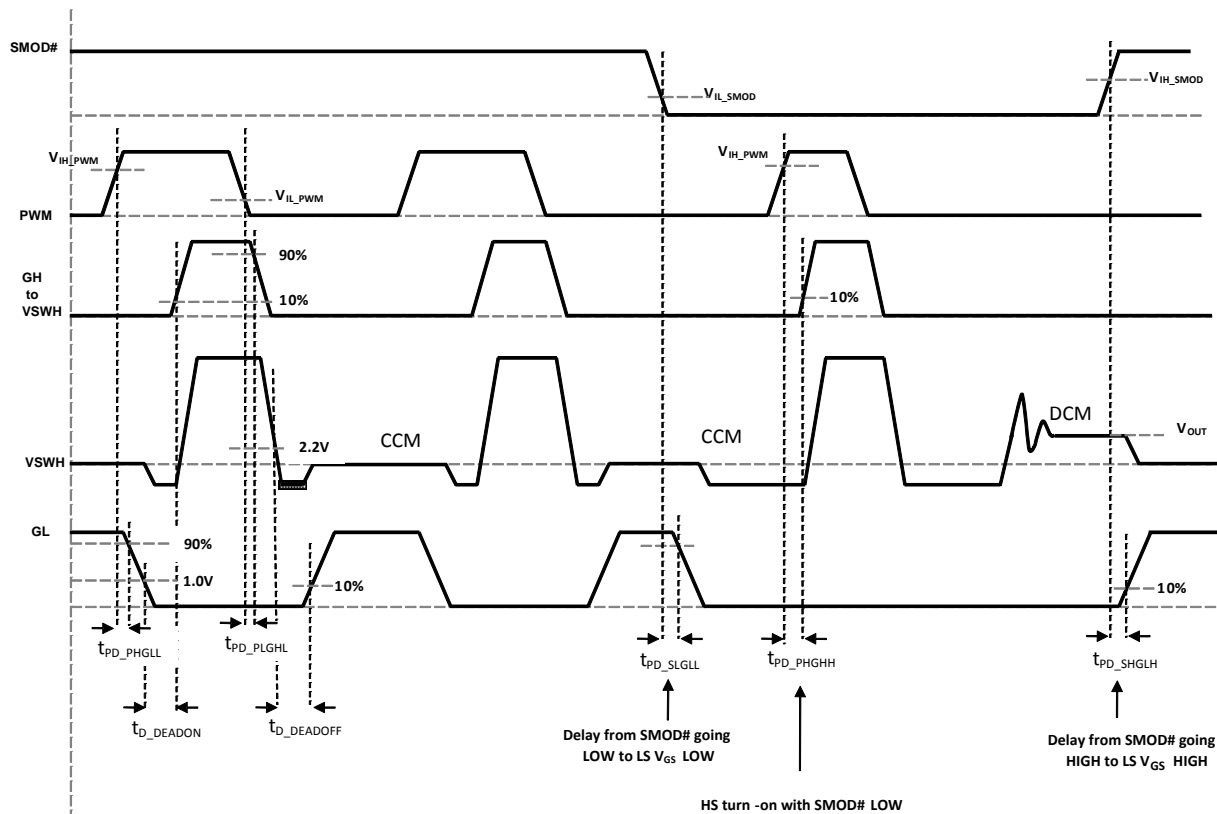 SMOD#
VIL_SMOD
VIH_SMOD
VIH_PWM
VIL_PWM
VIH_PWM
PWM
90%
GH
to
VSWH
10%
10%
2.2V
CCM
CCM
DCM
VOUT
VSWH
GL
90%
1.0V
10%
10%
tPD_PHGLL
tPD_PLGHL
tPD_SLGLL
tPD_PHGHH
tPD_SHGLH
tD_DEADON
tD_DEADOFF
Delay from SMOD# going
LOW to LS VGS LOW
Delay from SMOD# going
HIGH to LS VGS HIGH
HS turn -on with SMOD# LOW